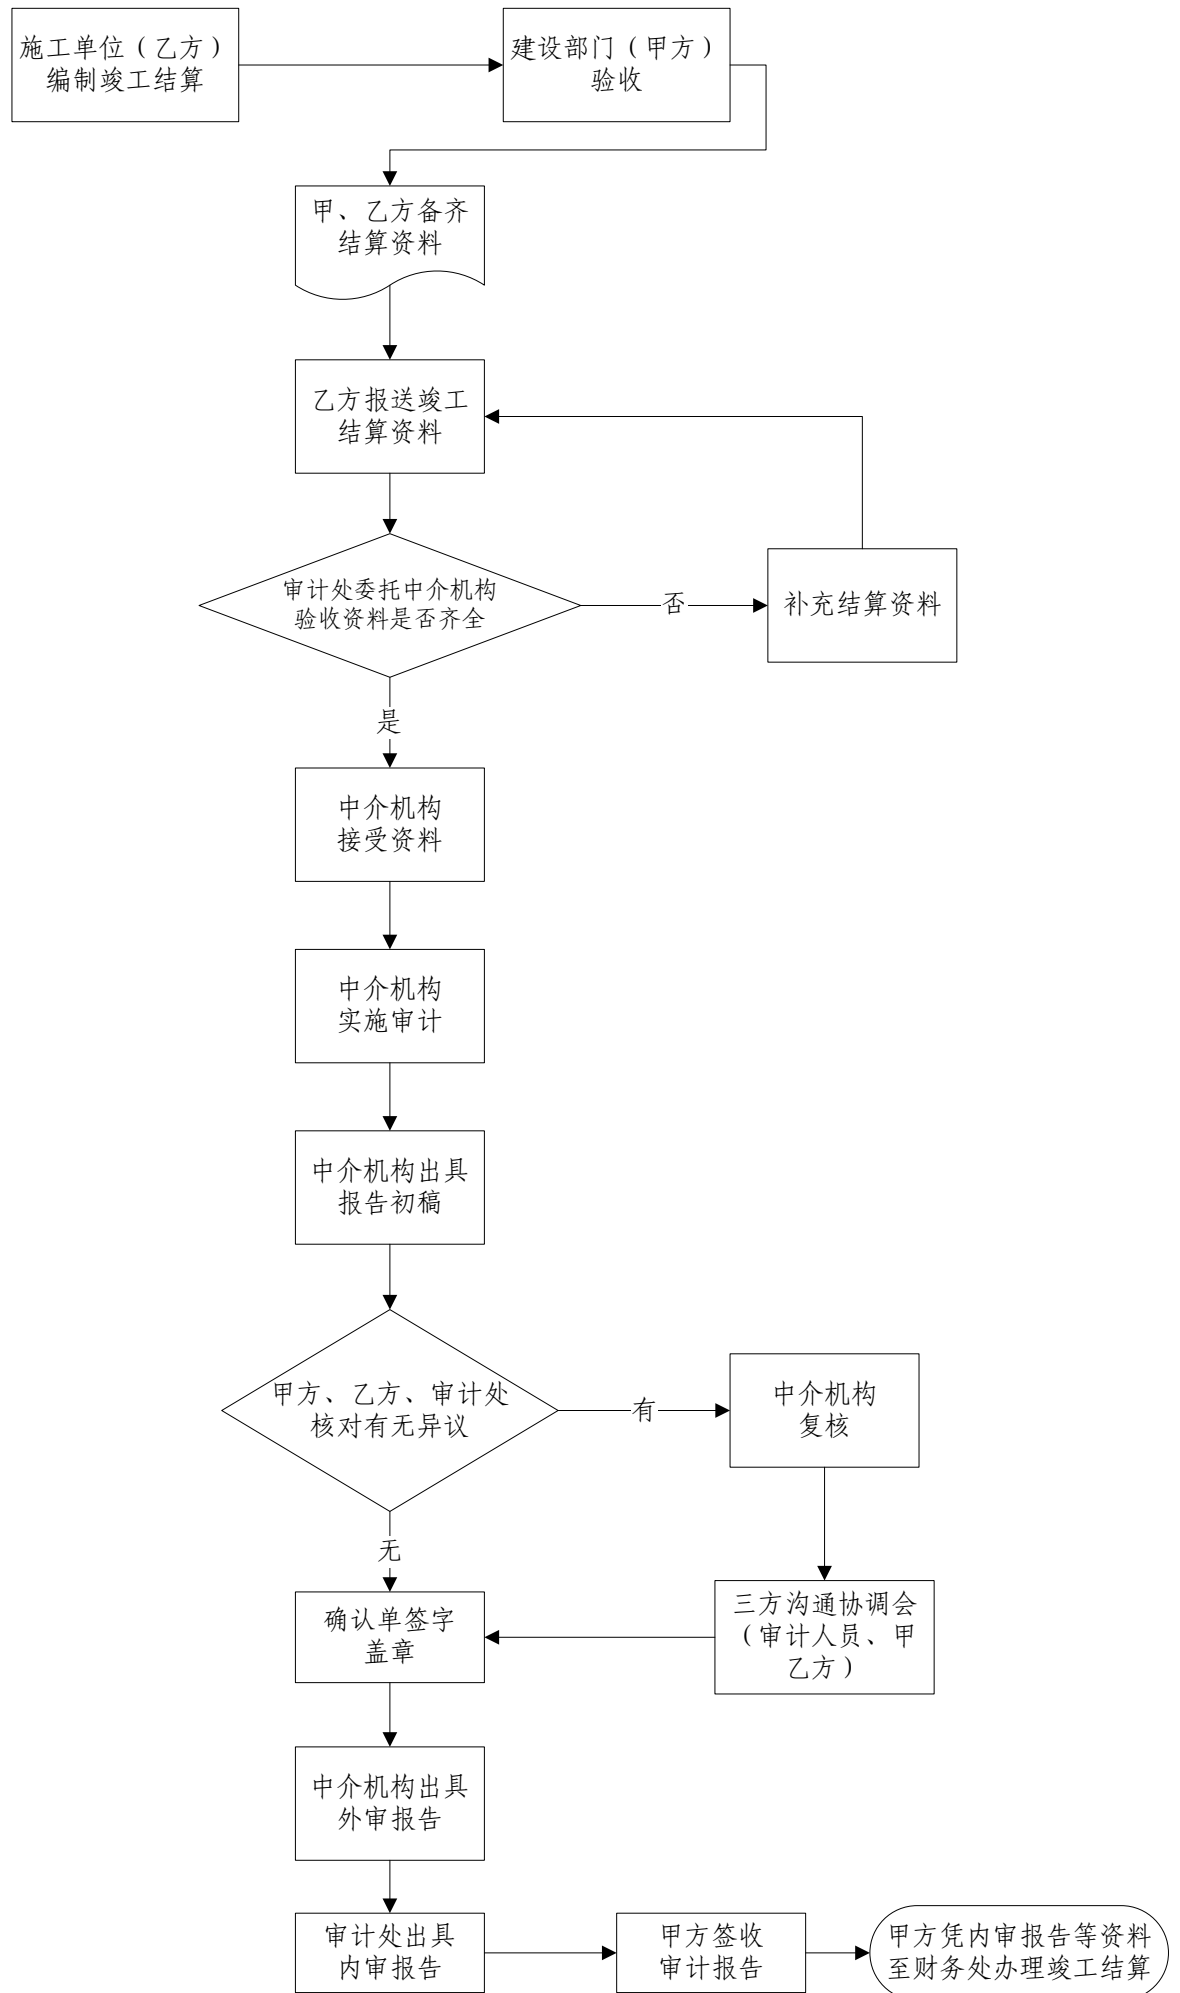 施工单位（乙方）
编制竣工结算
建设部门（甲方）
验收
甲、乙方备齐
结算资料
乙方报送竣工
结算资料
审计处委托中介机构
验收资料是否齐全
否
补充结算资料
是
中介机构
接受资料
中介机构
实施审计
中介机构出具
报告初稿
甲方、乙方、审计处
核对有无异议
有
中介机构
复核
无
确认单签字
盖章
三方沟通协调会
（审计人员、甲
乙方）
中介机构出具
外审报告
审计处出具
内审报告
甲方签收
审计报告
甲方凭内审报告等资料
至财务处办理竣工结算